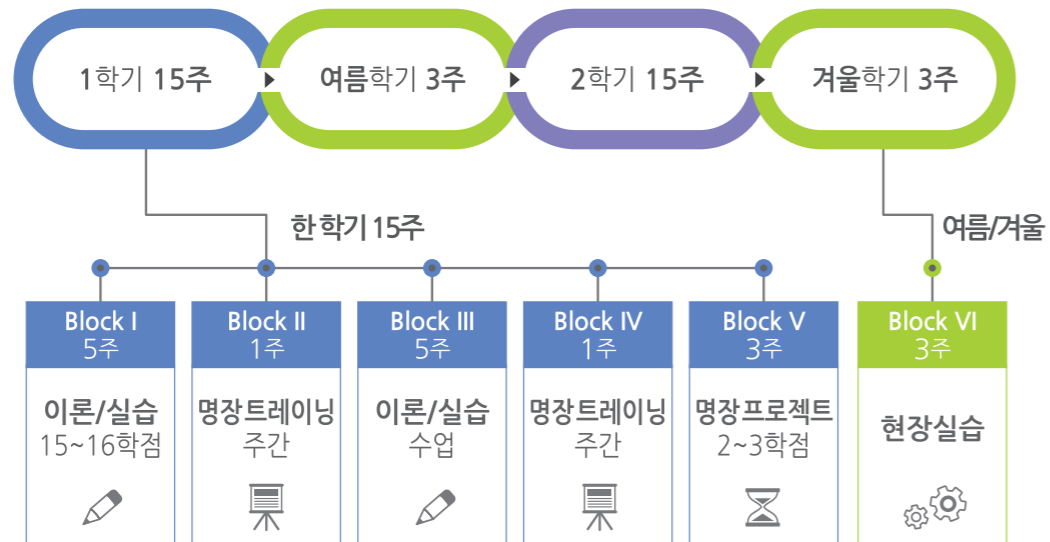 1학기 15주
여름학기 3주
2학기 15주
겨울학기 3주
한 학기 15주
여름/겨울
Block I
5주
이론/실습
15~16학점
Block II
1주
명장트레이닝
주간
Block III
5주
이론/실습
수업
Block IV
1주
명장트레이닝
주간
Block V
3주
명장프로젝트
2~3학점
Block VI
3주
현장실습